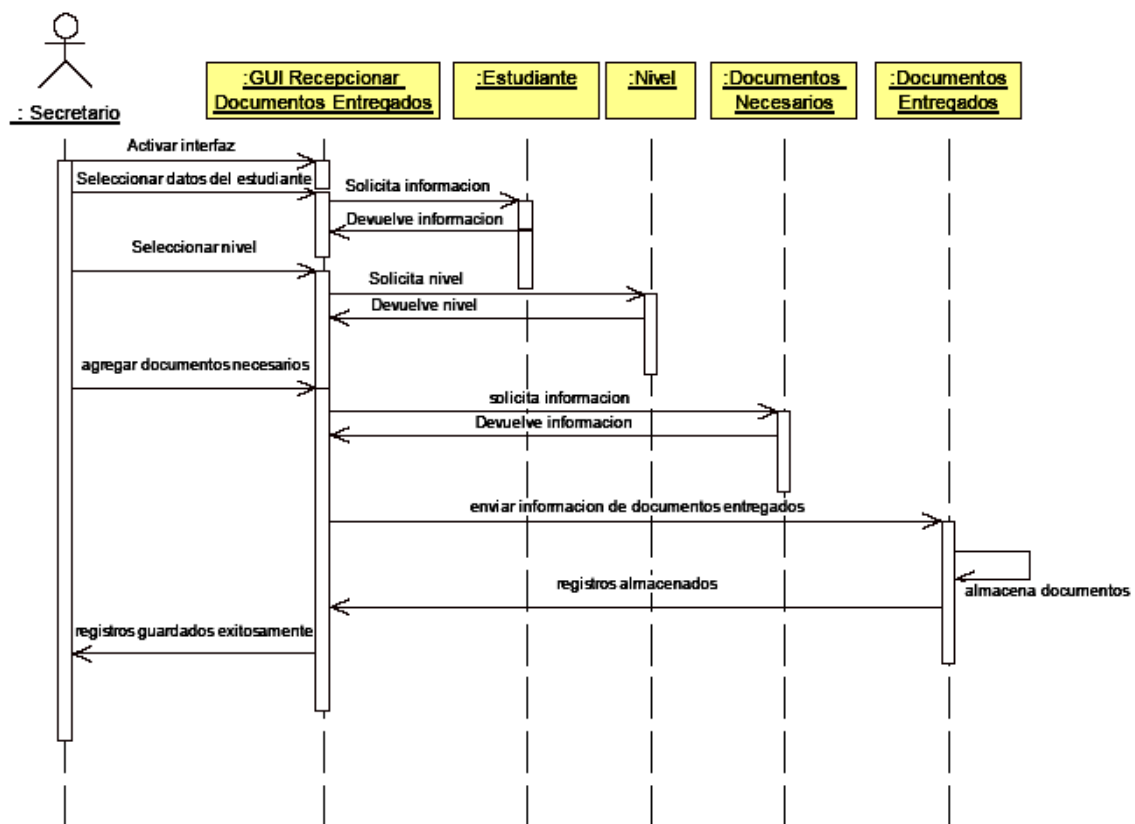 : Secretario
:GUI Recepcionar
Documentos Entregados
:Estudiante
:Nivel
:Documentos
Necesarios
:Documentos
Entregados
Activar interfaz
Seleccionar datos del estudiante
Solicita informacion
Devuelve informacion
Seleccionar nivel
Solicita nivel
Devuelve nivel
agregar documentos necesarios
solicita informacion
Devuelve informacion
enviar informacion de documentos entregados
almacena documentos
registros almacenados
registros guardados exitosamente